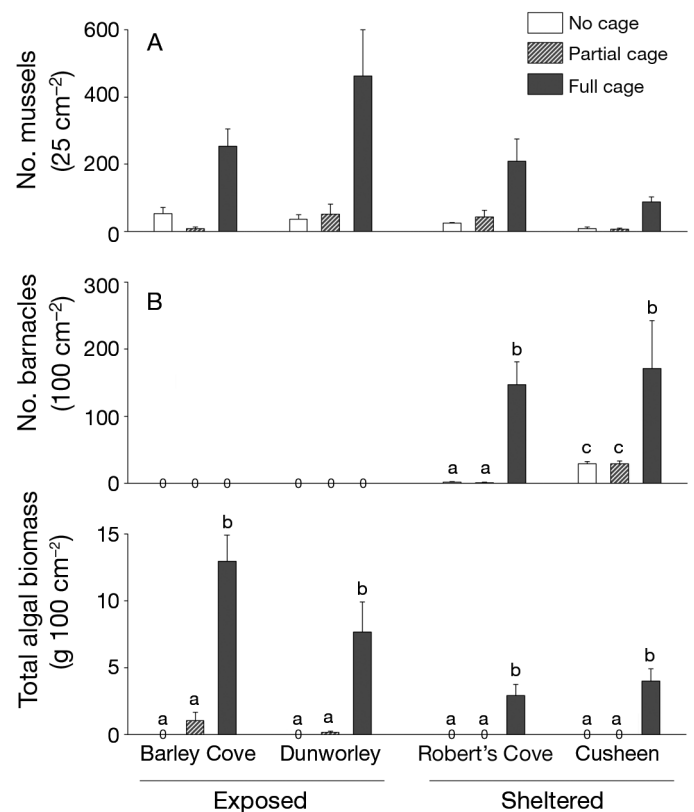 No cage
Partial cage
Full cage
A
No. mussels
(25 cm⁻²)
600
400
200
0
B
No. barnacles
(100 cm⁻²)
300
200
100
0
0 0 0 0 0 0
a a b c c b
Total algal biomass
(g 100 cm⁻²)
15
10
5
0
a a b a a b a a b a a b
0 0 0 0 0 0
Barley Cove Dunworley Robert's Cove Cusheen
Exposed Sheltered